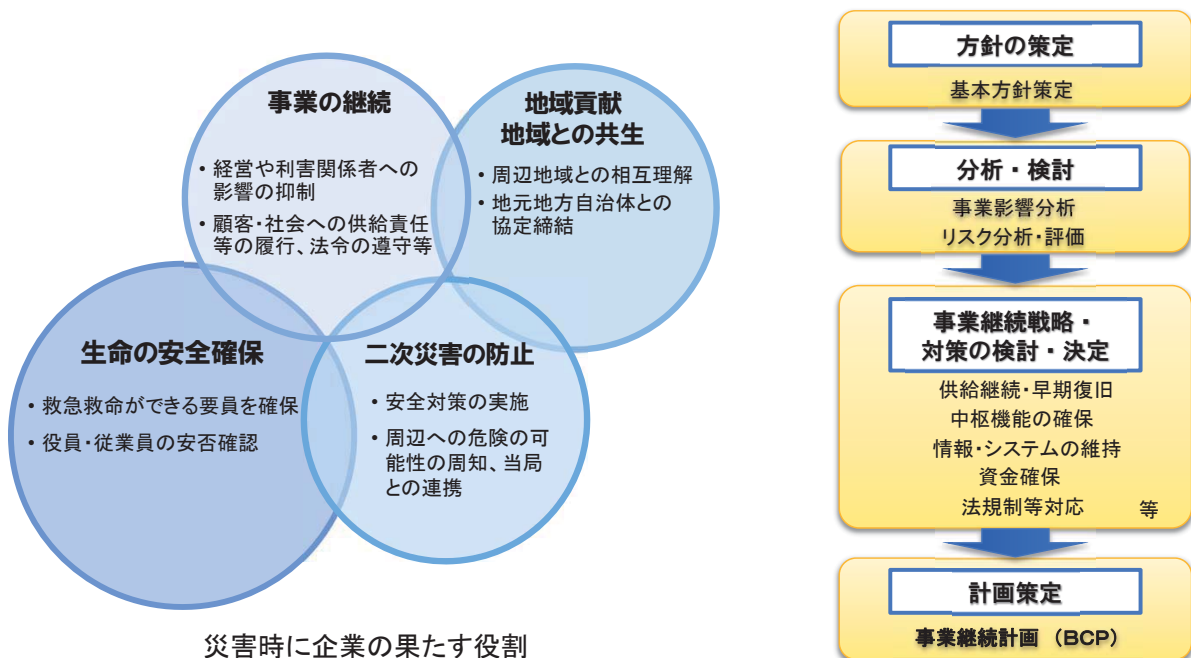 事業の継続
・経営や利害関係者への
影響の抑制
・顧客・社会への供給責任
等の履行、法令の遵守等
地域貢献
地域との共生
・周辺地域との相互理解
・地元地方自治体との
協定締結
生命の安全確保
・救急救命ができる要員を確保
・役員・従業員の安否確認
二次災害の防止
・安全対策の実施
・周辺への危険の可
能性の周知、当局
との連携
災害時に企業の果たす役割
方針の策定
基本方針策定
分析・検討
事業影響分析
リスク分析・評価
事業継続戦略・
対策の検討・決定
供給継続・早期復旧
中枢機能の確保
情報・システムの維持
資金確保
法規制等対応 等
計画策定
事業継続計画 (BCP)